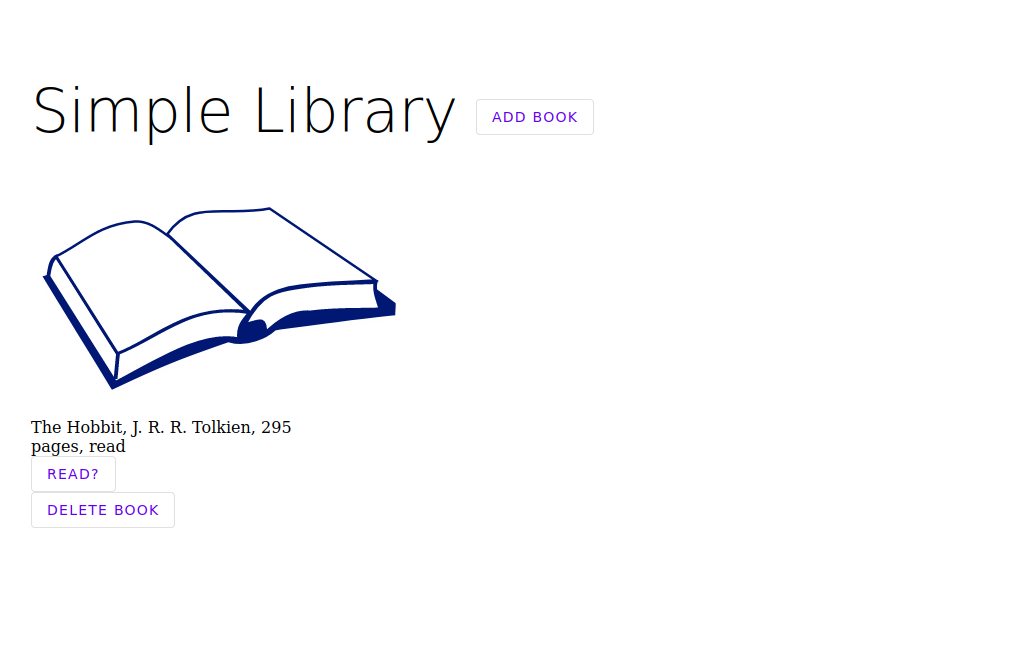 Simple Library
ADD BOOK
The Hobbit, J. R. R. Tolkien, 295
pages, read
READ?
DELETE BOOK